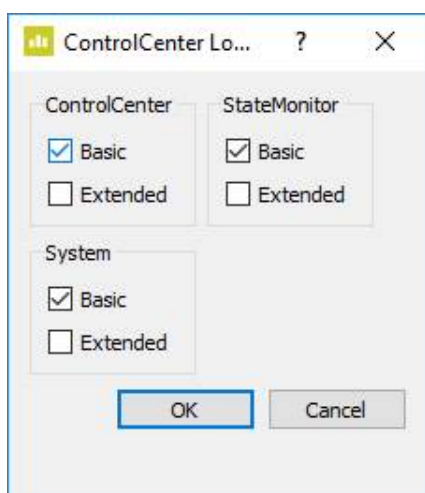 ControlCenter Lo... ?
ControlCenter StateMonitor
Basic Basic
Extended Extended
System
Basic
Extended
OK Cancel